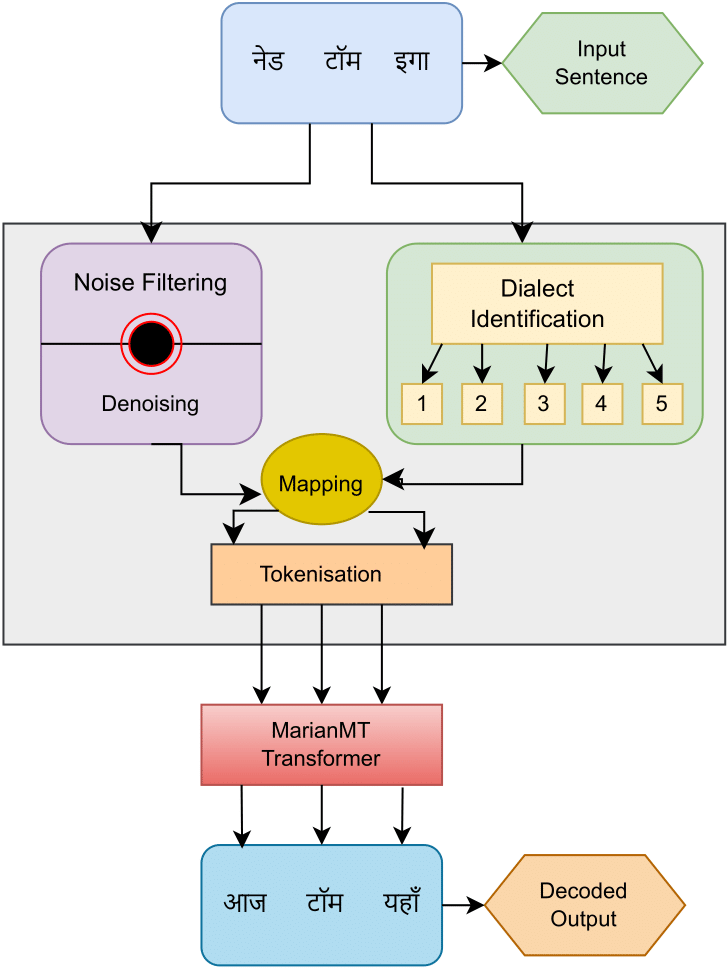 नेड टॉम इगा
Input
Sentence
Noise Filtering
Denoising
Dialect
Identification
1 2 3 4 5
Mapping
Tokenisation
MarianMT
Transformer
आज टॉम यहाँ
Decoded
Output